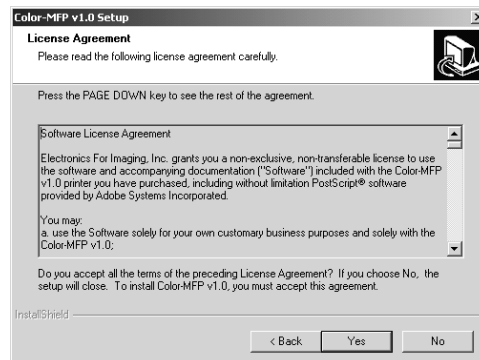 Color-MFP v1.0 Setup
License Agreement
Please read the following license agreement carefully.
Press the PAGE DOWN key to see the rest of the agreement.
Software License Agreement
Electronics For Imaging, Inc. grants you a non-exclusive, non-transferable license to use
the software and accompanying documentation ("Software") included with the Color-MFP
v1.0 printer you have purchased, including without limitation PostScript® software
provided by Adobe Systems Incorporated.
You may:
a. use the Software solely for your own customary business purposes and solely with the
Color-MFP v1.0;
Do you accept all the terms of the preceding License Agreement? If you choose No, the
setup will close. To install Color-MFP v1.0, you must accept this agreement.
InstallShield
< Back Yes No